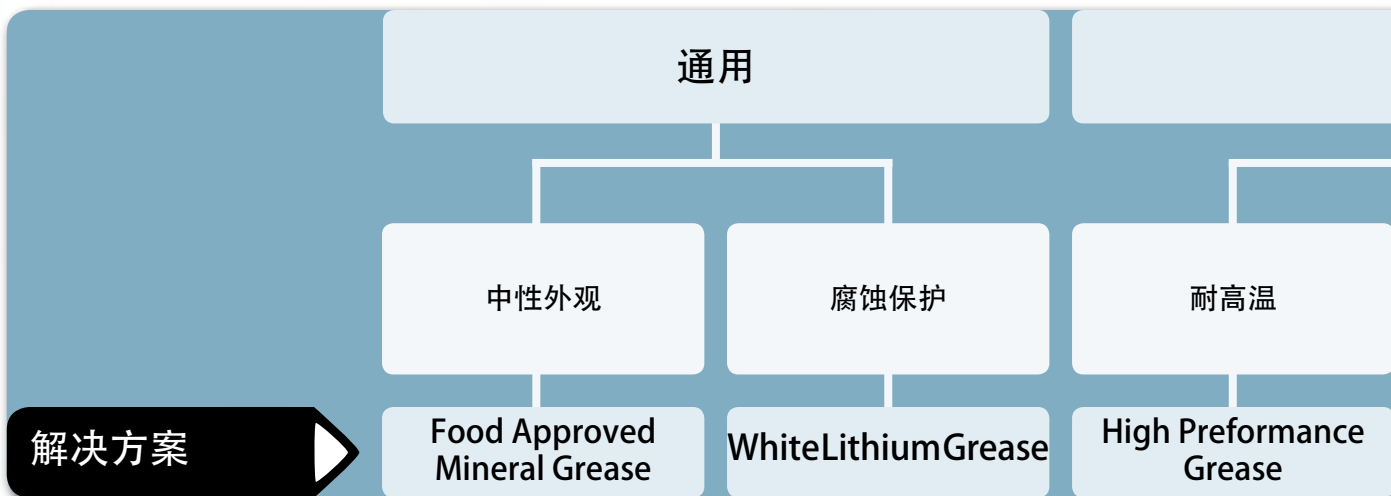 通用
中性外观
腐蚀保护
耐高温
解决方案
Food Approved
Mineral Grease
WhiteLithiumGrease
High Preformance
Grease